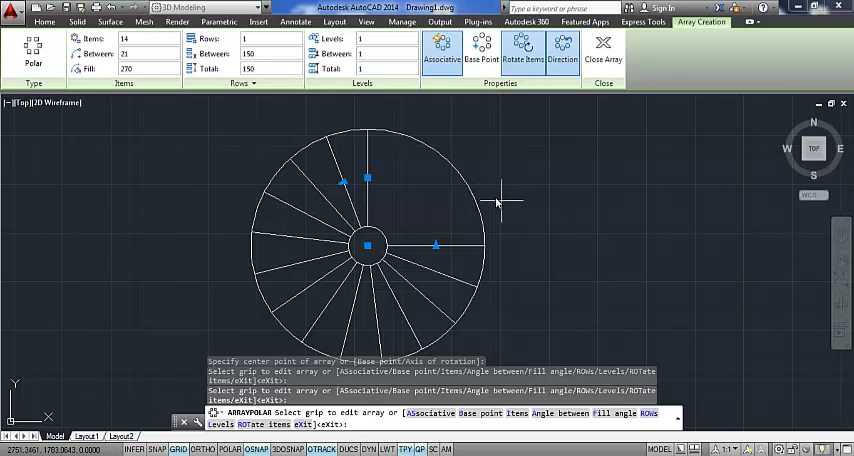 3D Modeling
Autodesk AutoCAD 2014 Drawing1.dwg
Type a keyword or phrase
Sign In
Home Solid Surface Mesh Render Parametric Insert Annotate Layout View Manage Output Plug-ins Autodesk 360 Featured Apps Express Tools Array Creation
Items: 14 Rows: 1 Levels: 1
Between: 21 Between: 150 Between: 1
Fill: 270 Total: 150 Total: 1
Polar Associative Base Point Rotate Items Direction Close Array
Type Items Rows Levels Properties Close
[−][Top][2D Wireframe]
N
W TOP E
S
WCS
Specify center point of array or [Base point/Axis of rotation]:
Select grip to edit array or [ASsociative/Base point/Items/Angle between/Fill angle/ROWs/Levels/ROTate
items/eXit]<eXit>:
Select grip to edit array or [ASsociative/Base point/Items/Angle between/Fill angle/ROWs/Levels/ROTate
items/eXit]<eXit>:
ARRAYPOLAR Select grip to edit array or [ASsociative Base point Items Angle between Fill angle ROWs
Levels ROTate items eXit]<eXit>:
Y
X
Model Layout1 Layout2
2751.3461, 1783.0643, 0.0000 INFER SNAP GRID ORTHO POLAR OSNAP 3DOSNAP OTRACK DUCS DYN LWT TPY QP SC AM MODEL 1:1